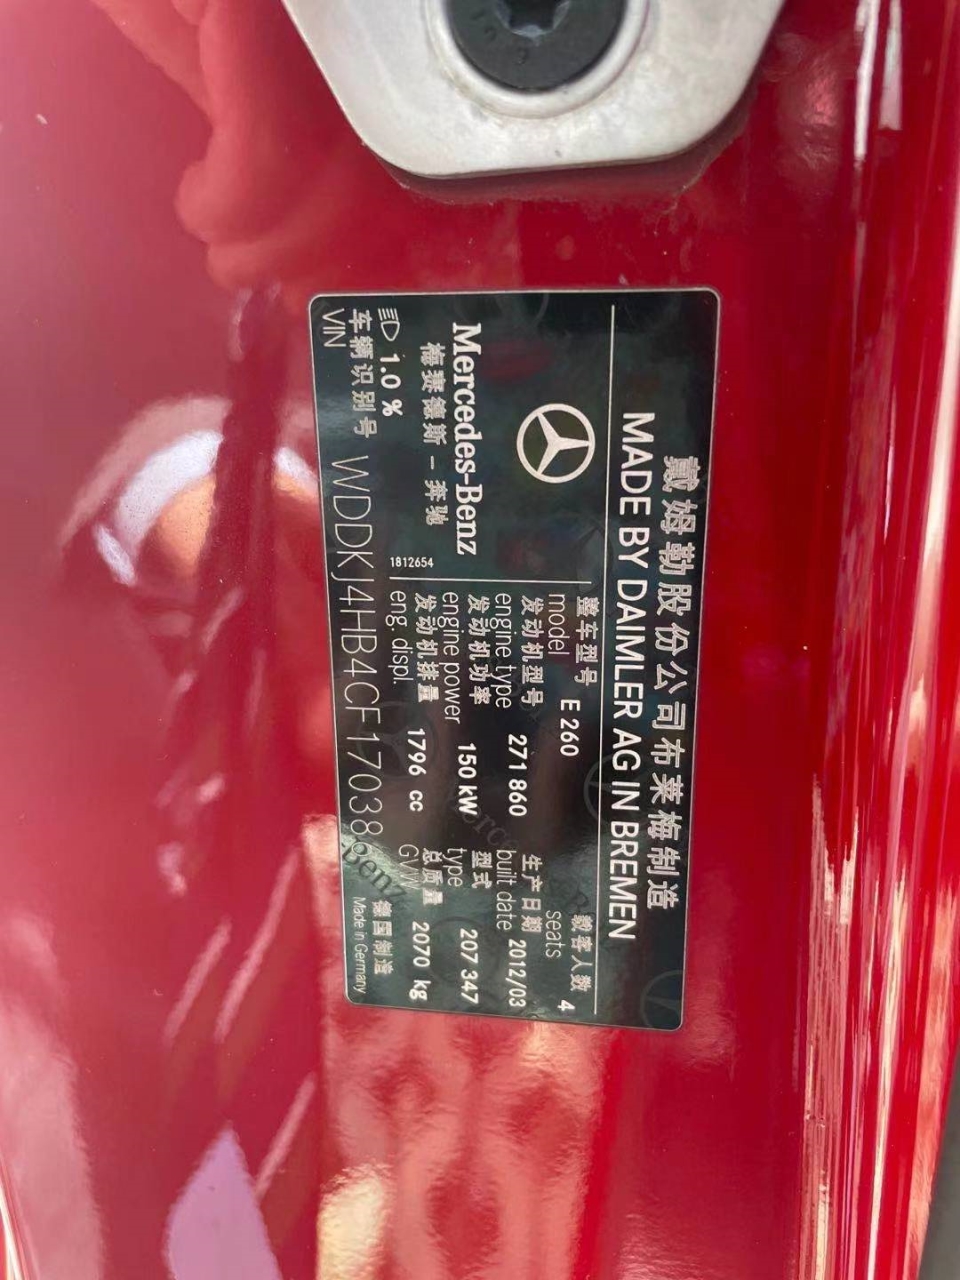 戴姆勒股份公司布莱梅制造
MADE BY DAIMLER AG IN BREMEN
Mercedes-Benz
梅赛德斯－奔驰
1.0 %
1812654
整车型号
model E 260
载客人数
seats 4
发动机型号
engine type 271 860
生产日期
built date 2012/03
发动机功率
engine power 150 kW
型式
type 207 347
发动机排量
eng. displ. 1796 cc
总质量
GVW 2070 kg
车辆识别号
VIN WDDKJ4HB4CF17038
德国制造
Made in Germany